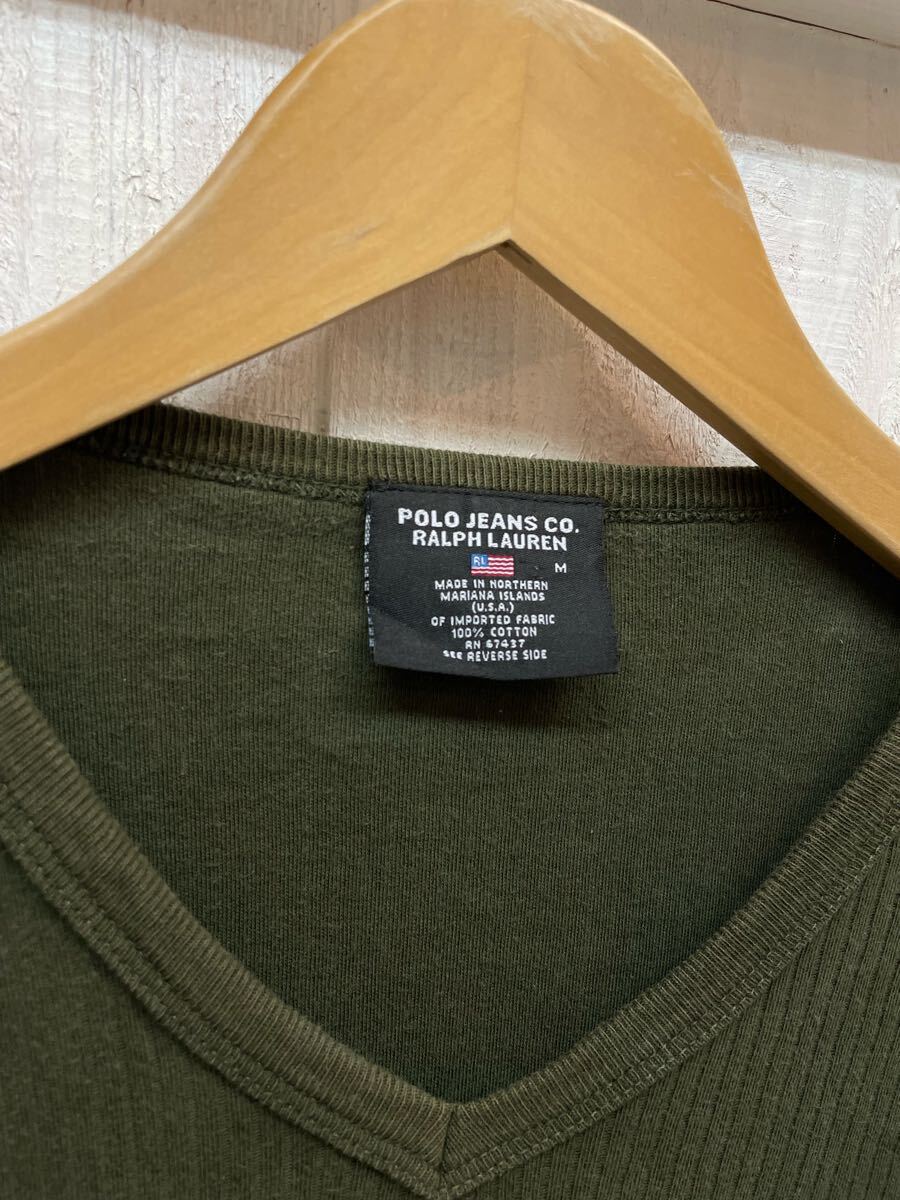 POLO JEANS CO.
RALPH LAUREN
RL
M
MADE IN NORTHERN
MARIANA ISLANDS
(U.S.A.)
OF IMPORTED FABRIC
100% COTTON
RN 67437
SEE REVERSE SIDE